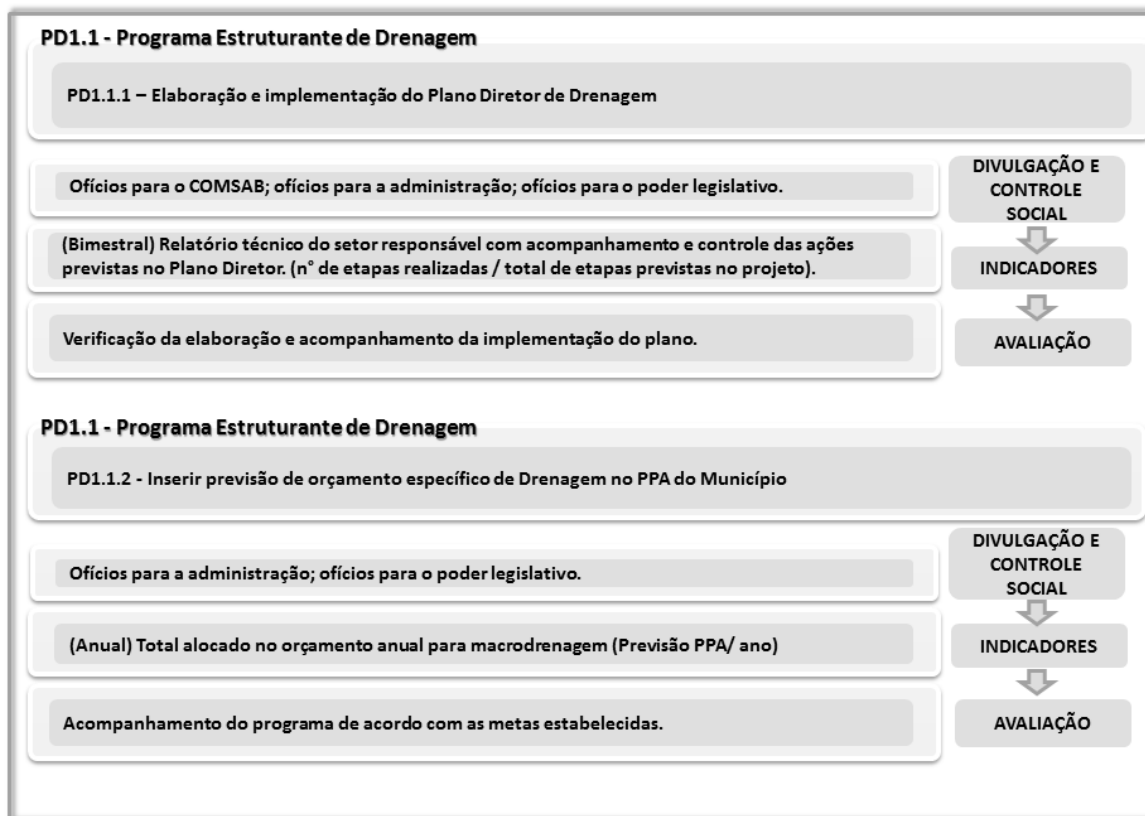 PD1.1 - Programa Estruturante de Drenagem
PD1.1.1 – Elaboração e implementação do Plano Diretor de Drenagem
Ofícios para o COMSAB; ofícios para a administração; ofícios para o poder legislativo.
DIVULGAÇÃO E
CONTROLE
SOCIAL
(Bimestral) Relatório técnico do setor responsável com acompanhamento e controle das ações
previstas no Plano Diretor. (n° de etapas realizadas / total de etapas previstas no projeto).
INDICADORES
Verificação da elaboração e acompanhamento da implementação do plano.
AVALIAÇÃO
PD1.1 - Programa Estruturante de Drenagem
PD1.1.2 - Inserir previsão de orçamento específico de Drenagem no PPA do Município
Ofícios para a administração; ofícios para o poder legislativo.
DIVULGAÇÃO E
CONTROLE
SOCIAL
(Anual) Total alocado no orçamento anual para macrodrenagem (Previsão PPA/ ano)
INDICADORES
Acompanhamento do programa de acordo com as metas estabelecidas.
AVALIAÇÃO